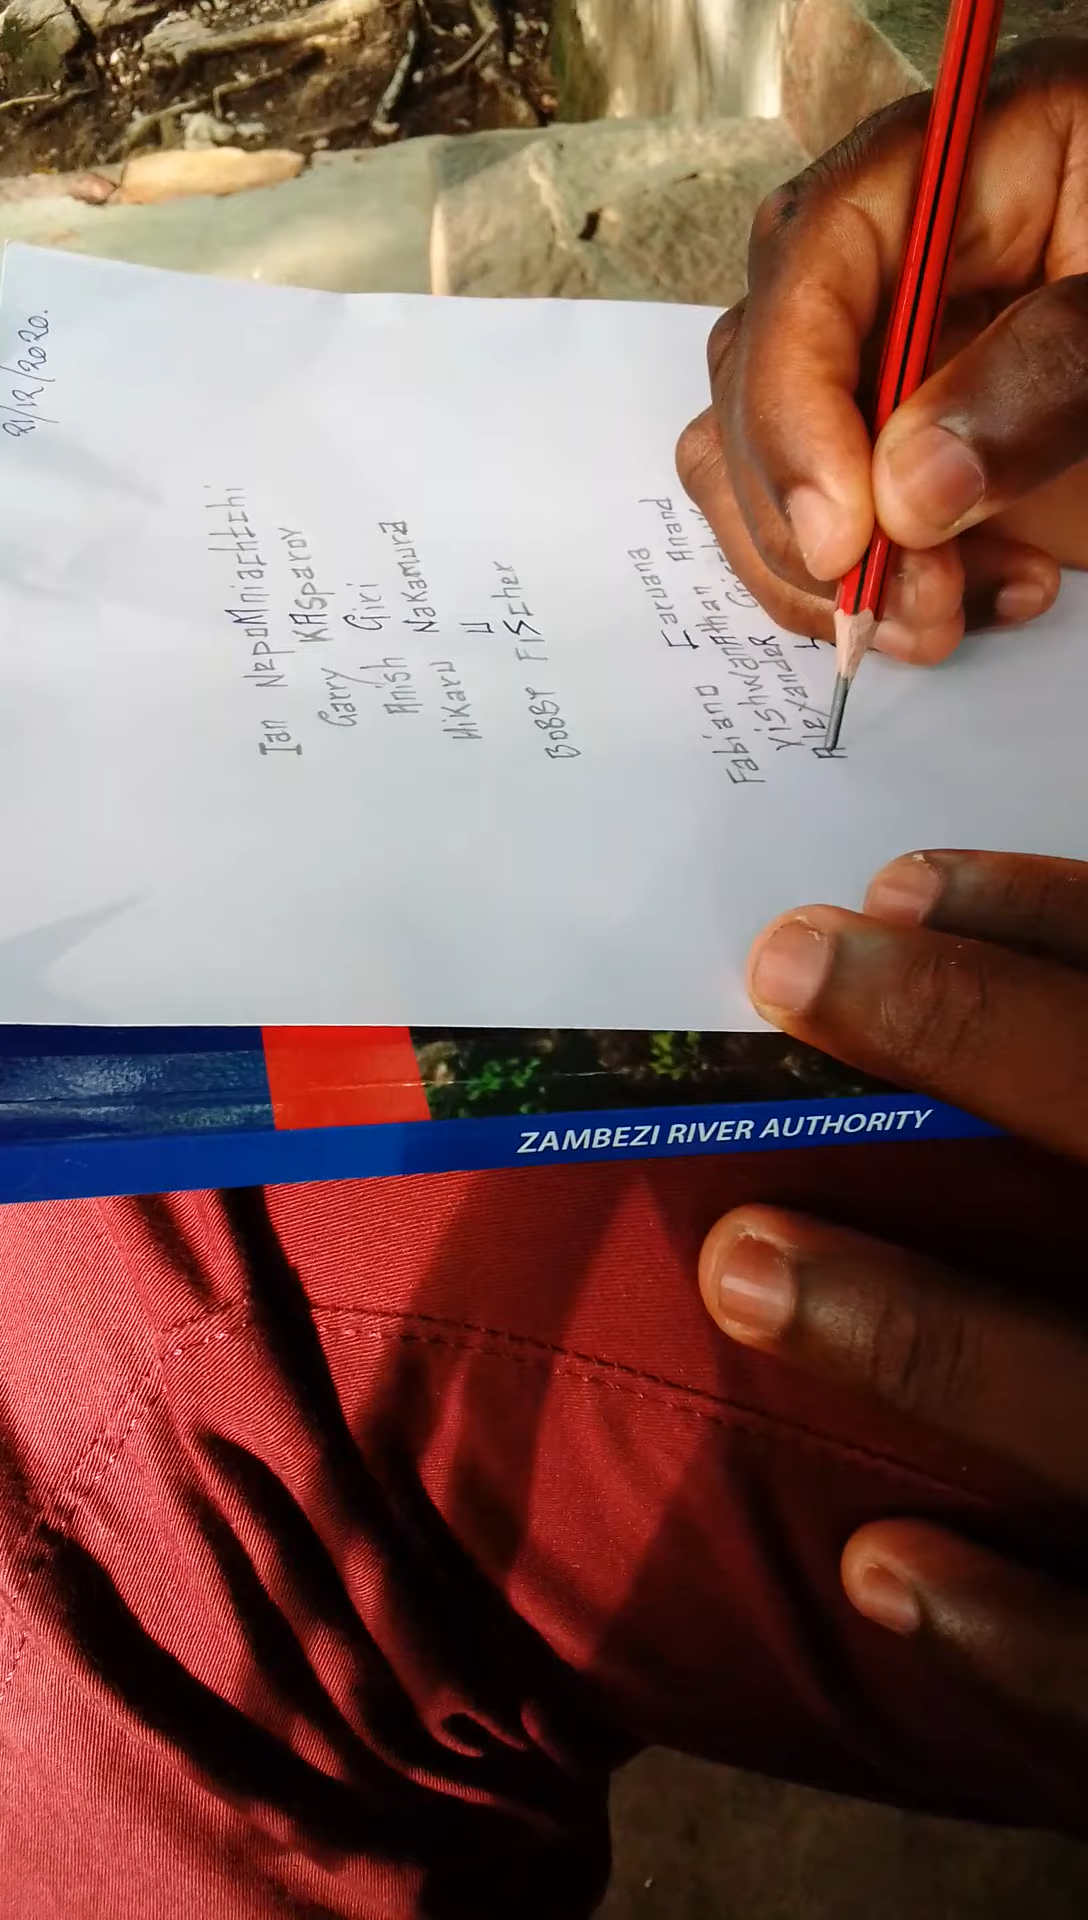 21/12/2020.
Ian NepoMniachtchi
Garry KAsparov
Anish Giri
Hikaru Nakamura
BoBBY FIScher
Fabiano Caruana
Vishwanathan Anand
Alexander
ZAMBEZI RIVER AUTHORITY